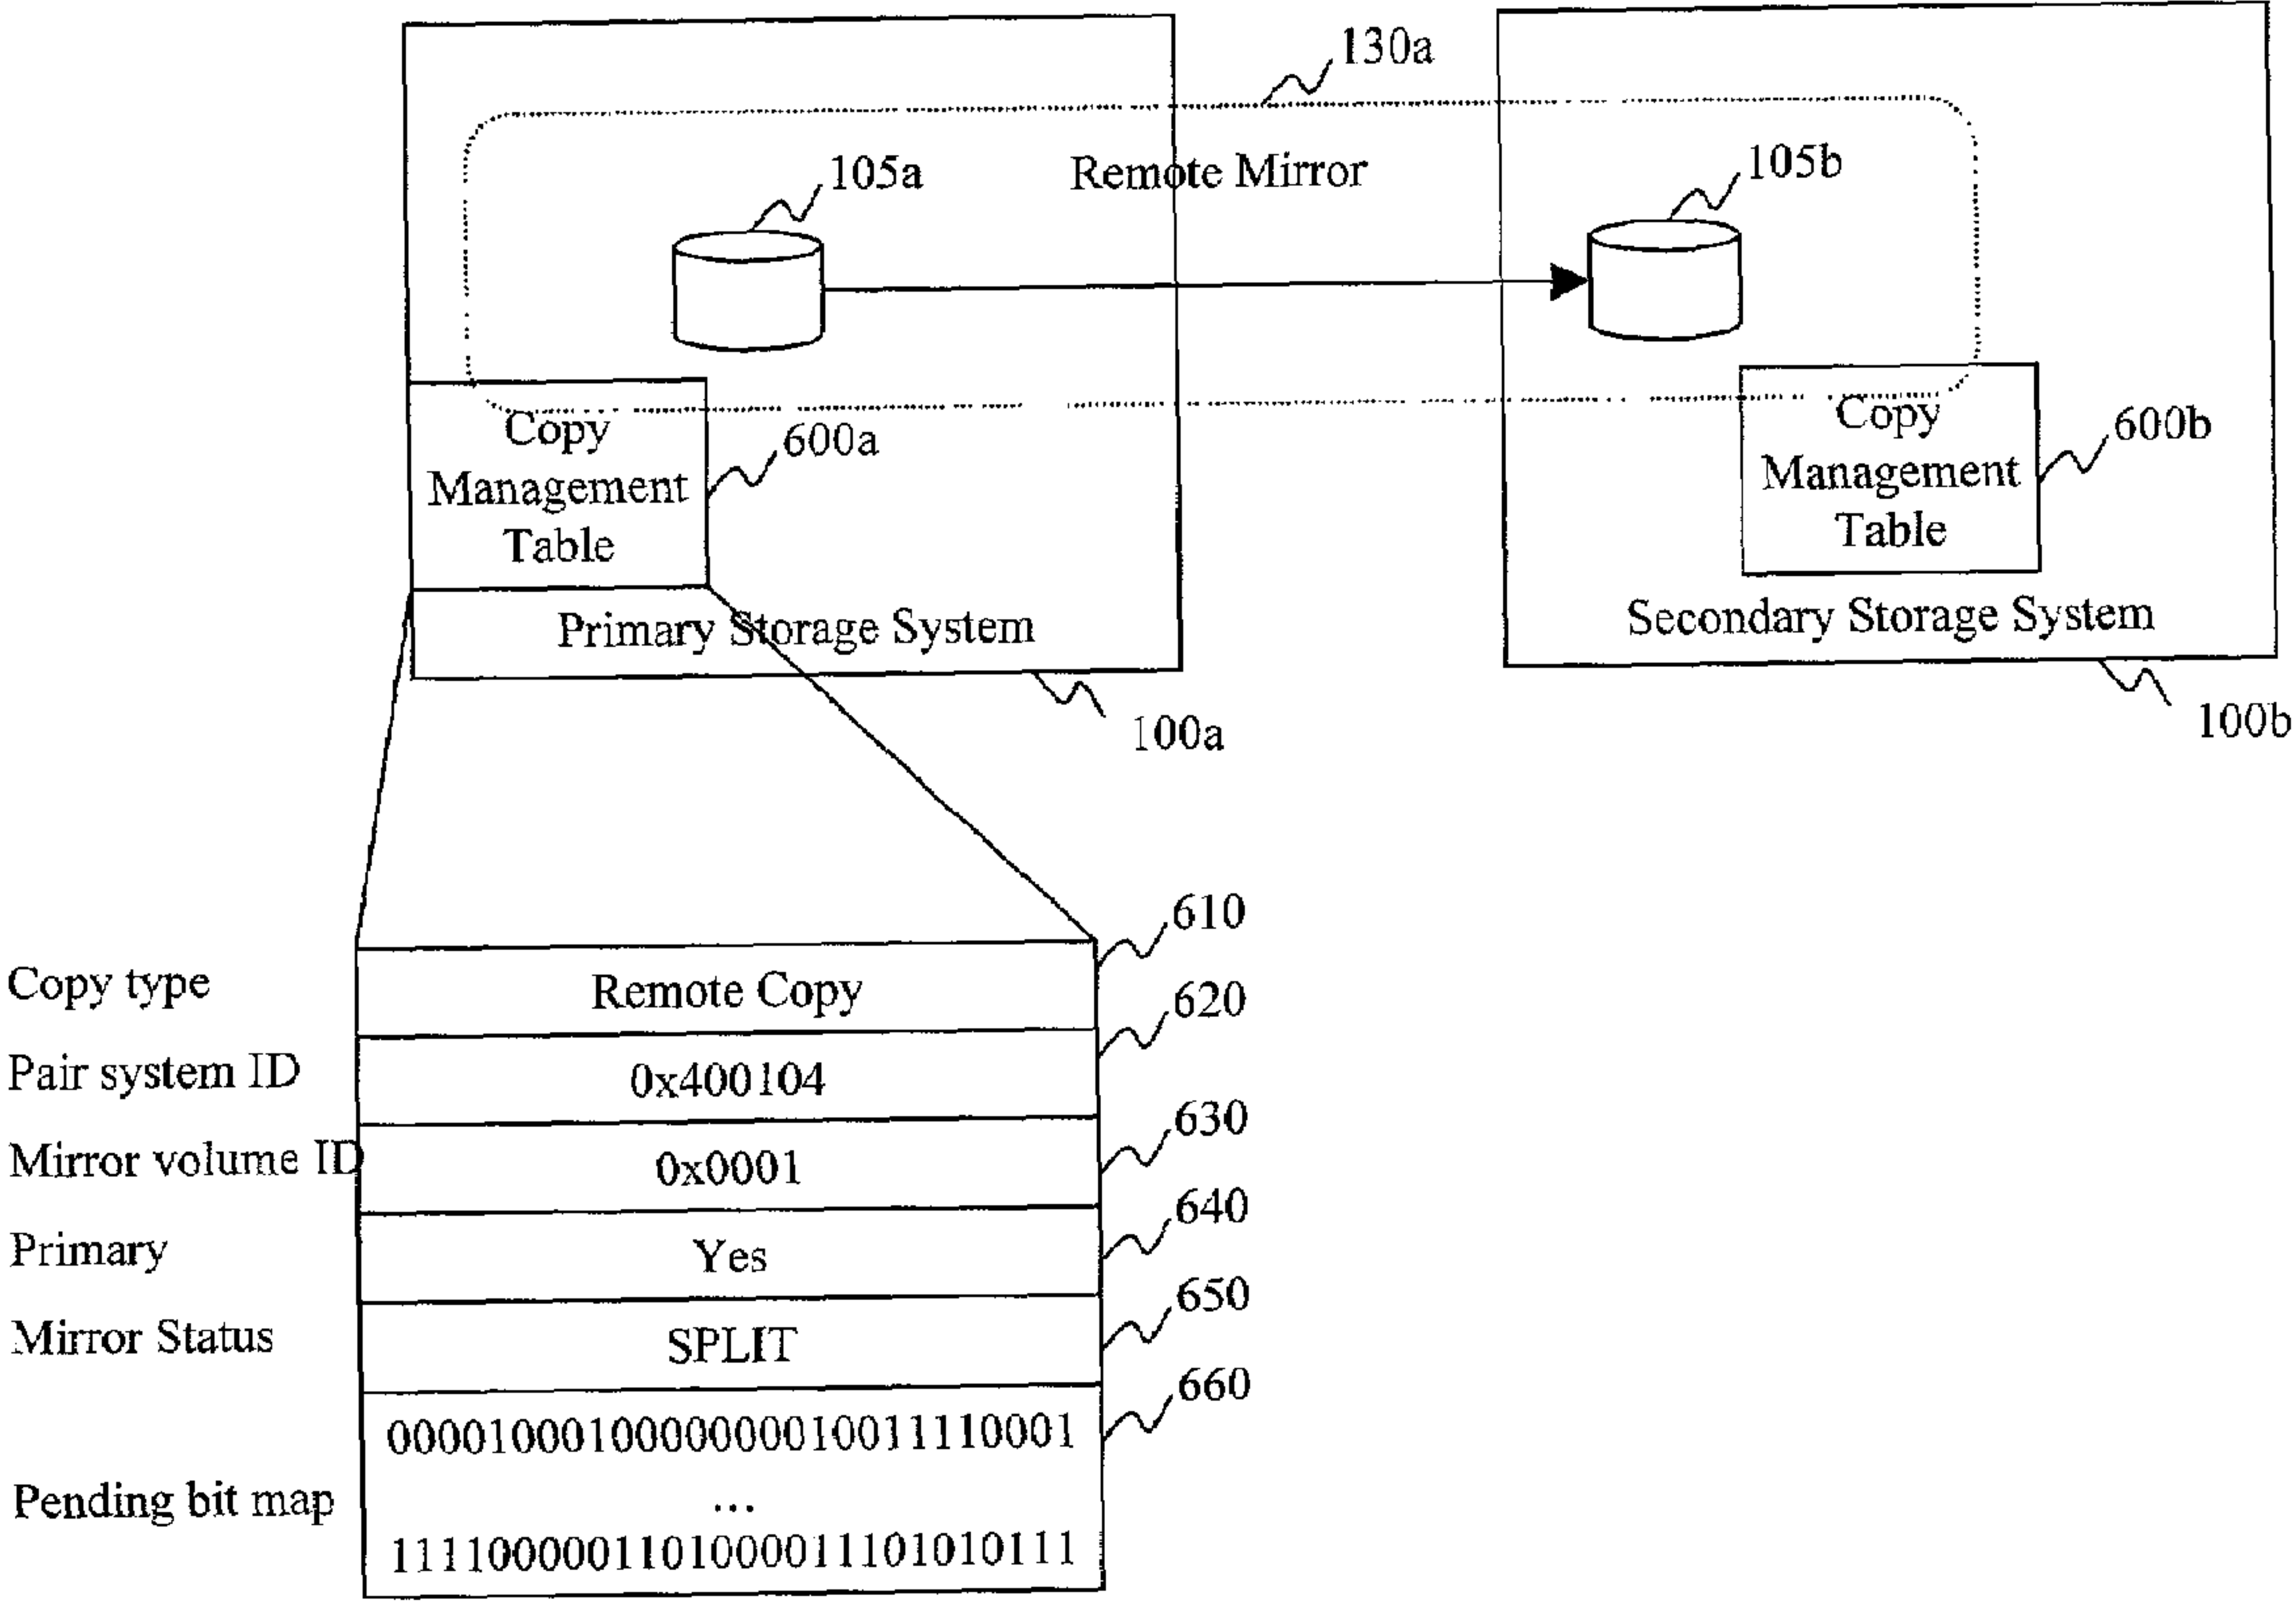 130a
105a
Remote Mirror
105b
Copy
Management
Table
600a
Copy
Management
Table
600b
Primary Storage System
Secondary Storage System
100a
100b
610
Copy type
Remote Copy
620
Pair system ID
0x400104
630
Mirror volume ID
0x0001
640
Primary
Yes
650
Mirror Status
SPLIT
660
0000100010000000010011110001
Pending bit map
...
1111000001101000011101010111